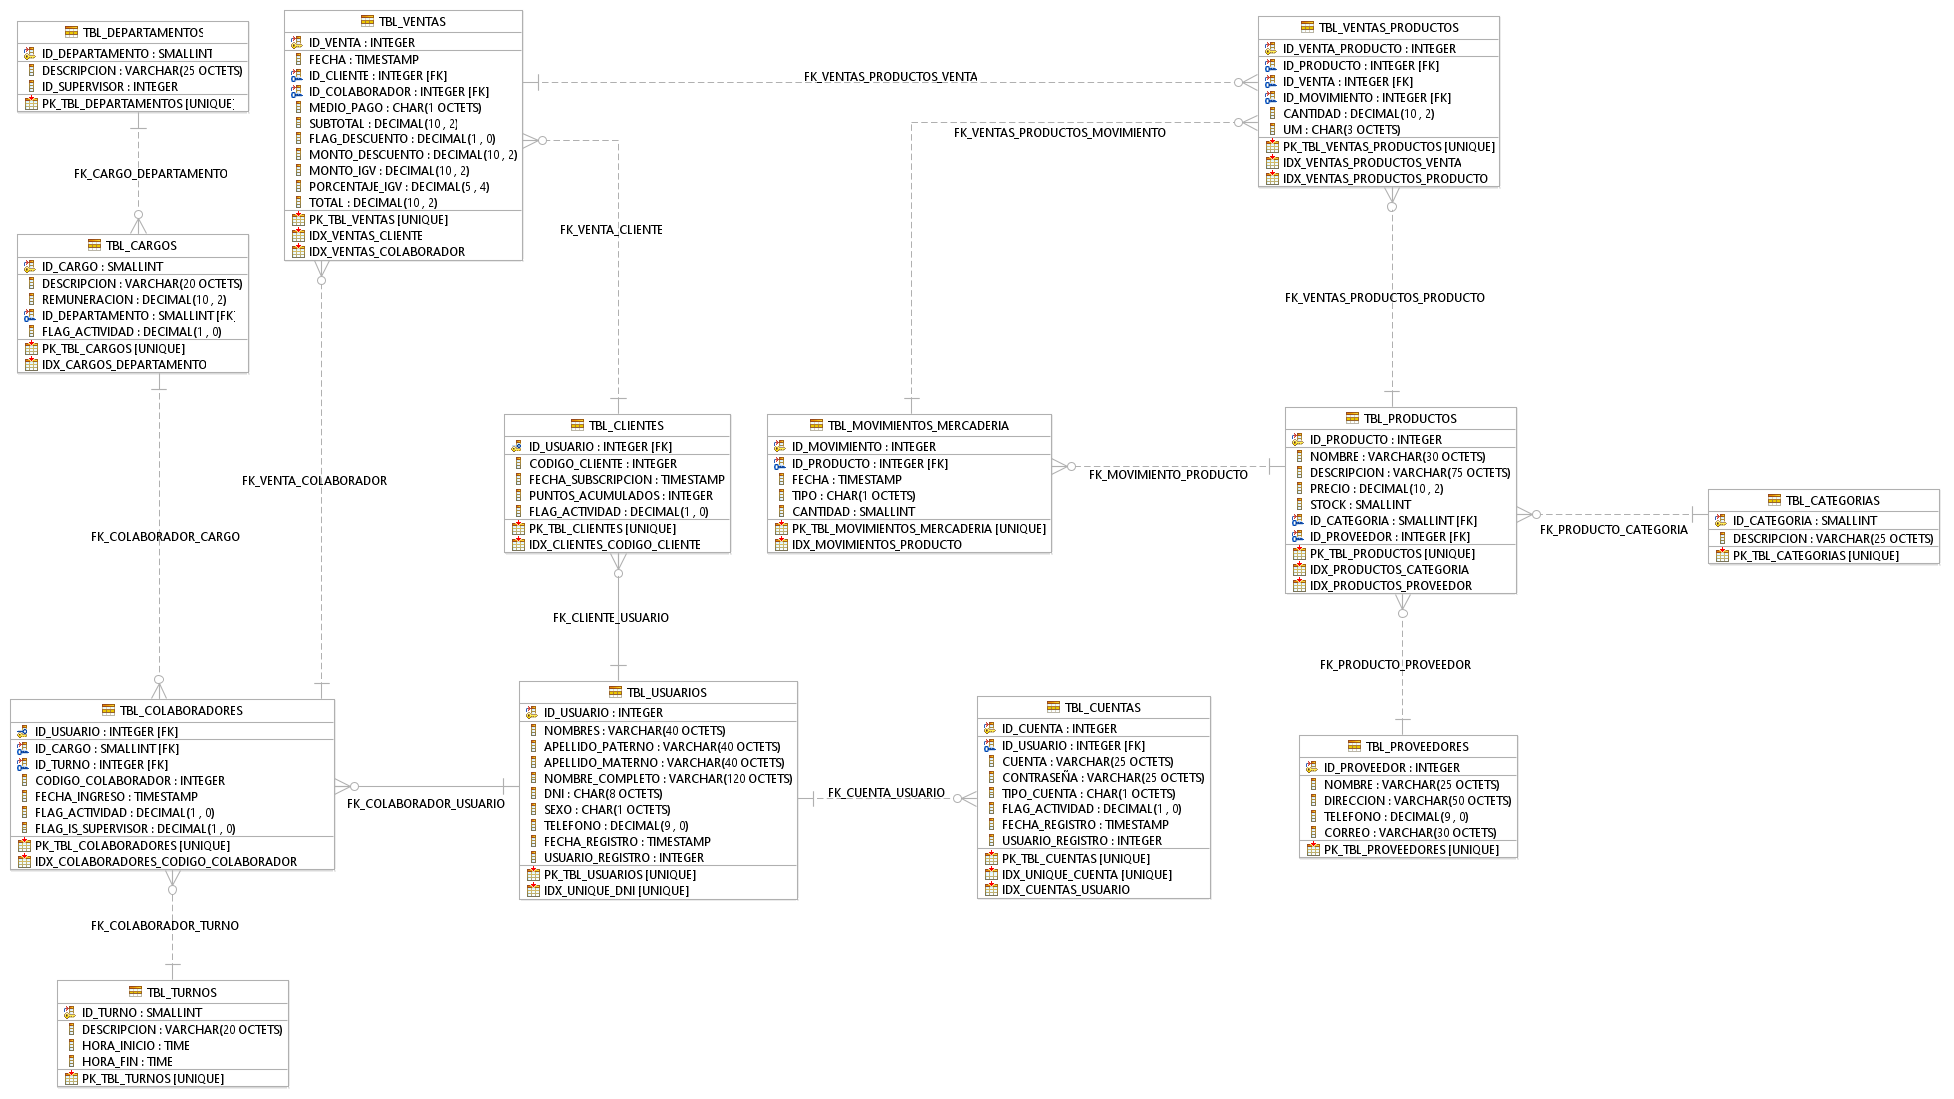 TBL_DEPARTAMENTOS
ID_DEPARTAMENTO : SMALLINT
DESCRIPCION : VARCHAR(25 OCTETS)
ID_SUPERVISOR : INTEGER
PK_TBL_DEPARTAMENTOS [UNIQUE]
FK_CARGO_DEPARTAMENTO
TBL_CARGOS
ID_CARGO : SMALLINT
DESCRIPCION : VARCHAR(20 OCTETS)
REMUNERACION : DECIMAL(10 , 2)
ID_DEPARTAMENTO : SMALLINT [FK]
FLAG_ACTIVIDAD : DECIMAL(1 , 0)
PK_TBL_CARGOS [UNIQUE]
IDX_CARGOS_DEPARTAMENTO
FK_COLABORADOR_CARGO
TBL_VENTAS
ID_VENTA : INTEGER
FECHA : TIMESTAMP
ID_CLIENTE : INTEGER [FK]
ID_COLABORADOR : INTEGER [FK]
MEDIO_PAGO : CHAR(1 OCTETS)
SUBTOTAL : DECIMAL(10 , 2)
FLAG_DESCUENTO : DECIMAL(1 , 0)
MONTO_DESCUENTO : DECIMAL(10 , 2)
MONTO_IGV : DECIMAL(10 , 2)
PORCENTAJE_IGV : DECIMAL(5 , 4)
TOTAL : DECIMAL(10 , 2)
PK_TBL_VENTAS [UNIQUE]
IDX_VENTAS_CLIENTE
IDX_VENTAS_COLABORADOR
FK_VENTA_COLABORADOR
FK_VENTA_CLIENTE
FK_VENTAS_PRODUCTOS_VENTA
FK_VENTAS_PRODUCTOS_MOVIMIENTO
TBL_VENTAS_PRODUCTOS
ID_VENTA_PRODUCTO : INTEGER
ID_PRODUCTO : INTEGER [FK]
ID_VENTA : INTEGER [FK]
ID_MOVIMIENTO : INTEGER [FK]
CANTIDAD : DECIMAL(10 , 2)
UM : CHAR(3 OCTETS)
PK_TBL_VENTAS_PRODUCTOS [UNIQUE]
IDX_VENTAS_PRODUCTOS_VENTA
IDX_VENTAS_PRODUCTOS_PRODUCTO
FK_VENTAS_PRODUCTOS_PRODUCTO
TBL_CLIENTES
ID_USUARIO : INTEGER [FK]
CODIGO_CLIENTE : INTEGER
FECHA_SUBSCRIPCION : TIMESTAMP
PUNTOS_ACUMULADOS : INTEGER
FLAG_ACTIVIDAD : DECIMAL(1 , 0)
PK_TBL_CLIENTES [UNIQUE]
IDX_CLIENTES_CODIGO_CLIENTE
FK_CLIENTE_USUARIO
TBL_MOVIMIENTOS_MERCADERIA
ID_MOVIMIENTO : INTEGER
ID_PRODUCTO : INTEGER [FK]
FECHA : TIMESTAMP
TIPO : CHAR(1 OCTETS)
CANTIDAD : SMALLINT
PK_TBL_MOVIMIENTOS_MERCADERIA [UNIQUE]
IDX_MOVIMIENTOS_PRODUCTO
FK_MOVIMIENTO_PRODUCTO
TBL_PRODUCTOS
ID_PRODUCTO : INTEGER
NOMBRE : VARCHAR(30 OCTETS)
DESCRIPCION : VARCHAR(75 OCTETS)
PRECIO : DECIMAL(10 , 2)
STOCK : SMALLINT
ID_CATEGORIA : SMALLINT [FK]
ID_PROVEEDOR : INTEGER [FK]
PK_TBL_PRODUCTOS [UNIQUE]
IDX_PRODUCTOS_CATEGORIA
IDX_PRODUCTOS_PROVEEDOR
FK_PRODUCTO_CATEGORIA
TBL_CATEGORIAS
ID_CATEGORIA : SMALLINT
DESCRIPCION : VARCHAR(25 OCTETS)
PK_TBL_CATEGORIAS [UNIQUE]
FK_PRODUCTO_PROVEEDOR
TBL_COLABORADORES
ID_USUARIO : INTEGER [FK]
ID_CARGO : SMALLINT [FK]
ID_TURNO : INTEGER [FK]
CODIGO_COLABORADOR : INTEGER
FECHA_INGRESO : TIMESTAMP
FLAG_ACTIVIDAD : DECIMAL(1 , 0)
FLAG_IS_SUPERVISOR : DECIMAL(1 , 0)
PK_TBL_COLABORADORES [UNIQUE]
IDX_COLABORADORES_CODIGO_COLABORADOR
FK_COLABORADOR_USUARIO
TBL_USUARIOS
ID_USUARIO : INTEGER
NOMBRES : VARCHAR(40 OCTETS)
APELLIDO_PATERNO : VARCHAR(40 OCTETS)
APELLIDO_MATERNO : VARCHAR(40 OCTETS)
NOMBRE_COMPLETO : VARCHAR(120 OCTETS)
DNI : CHAR(8 OCTETS)
SEXO : CHAR(1 OCTETS)
TELEFONO : DECIMAL(9 , 0)
FECHA_REGISTRO : TIMESTAMP
USUARIO_REGISTRO : INTEGER
PK_TBL_USUARIOS [UNIQUE]
IDX_UNIQUE_DNI [UNIQUE]
FK_CUENTA_USUARIO
TBL_CUENTAS
ID_CUENTA : INTEGER
ID_USUARIO : INTEGER [FK]
CUENTA : VARCHAR(25 OCTETS)
CONTRASEÑA : VARCHAR(25 OCTETS)
TIPO_CUENTA : CHAR(1 OCTETS)
FLAG_ACTIVIDAD : DECIMAL(1 , 0)
FECHA_REGISTRO : TIMESTAMP
USUARIO_REGISTRO : INTEGER
PK_TBL_CUENTAS [UNIQUE]
IDX_UNIQUE_CUENTA [UNIQUE]
IDX_CUENTAS_USUARIO
TBL_PROVEEDORES
ID_PROVEEDOR : INTEGER
NOMBRE : VARCHAR(25 OCTETS)
DIRECCION : VARCHAR(50 OCTETS)
TELEFONO : DECIMAL(9 , 0)
CORREO : VARCHAR(30 OCTETS)
PK_TBL_PROVEEDORES [UNIQUE]
FK_COLABORADOR_TURNO
TBL_TURNOS
ID_TURNO : SMALLINT
DESCRIPCION : VARCHAR(20 OCTETS)
HORA_INICIO : TIME
HORA_FIN : TIME
PK_TBL_TURNOS [UNIQUE]